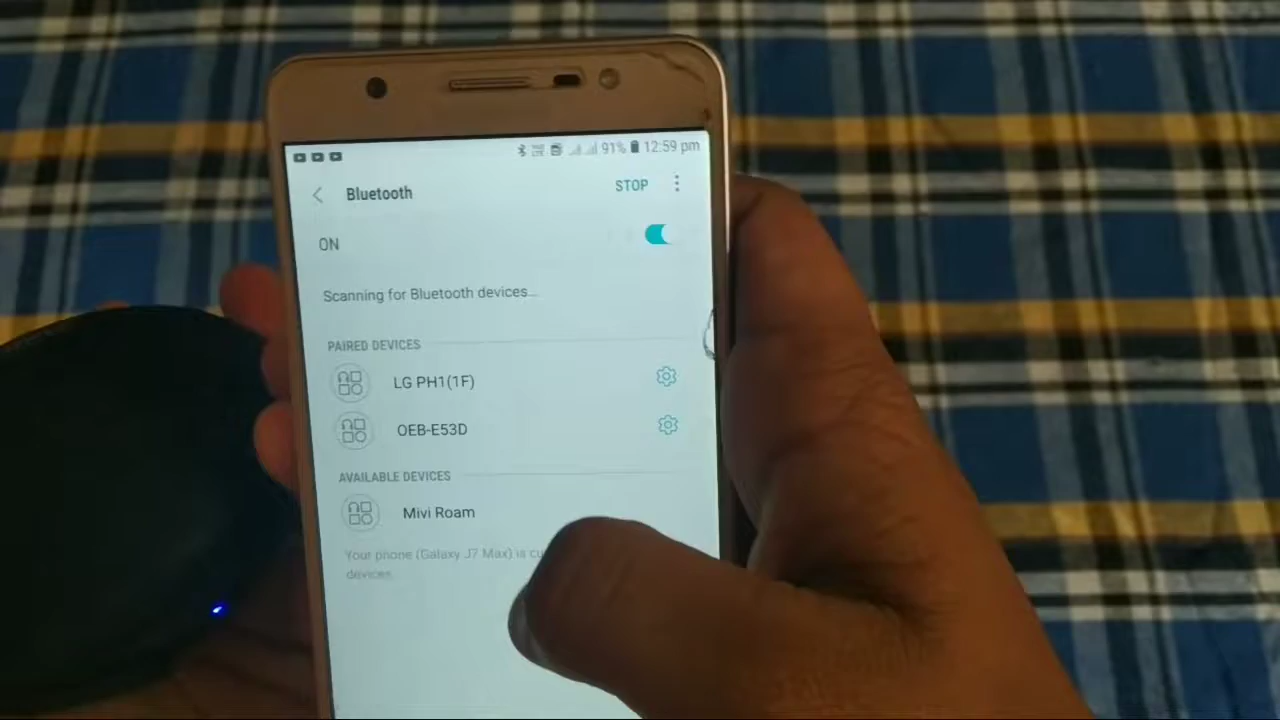 91% 12:59 pm
Bluetooth STOP
ON
Scanning for Bluetooth devices...
PAIRED DEVICES
LG PH1(1F)
OEB-E53D
AVAILABLE DEVICES
Mivi Roam
Your phone (Galaxy J7 Max) is
devices.